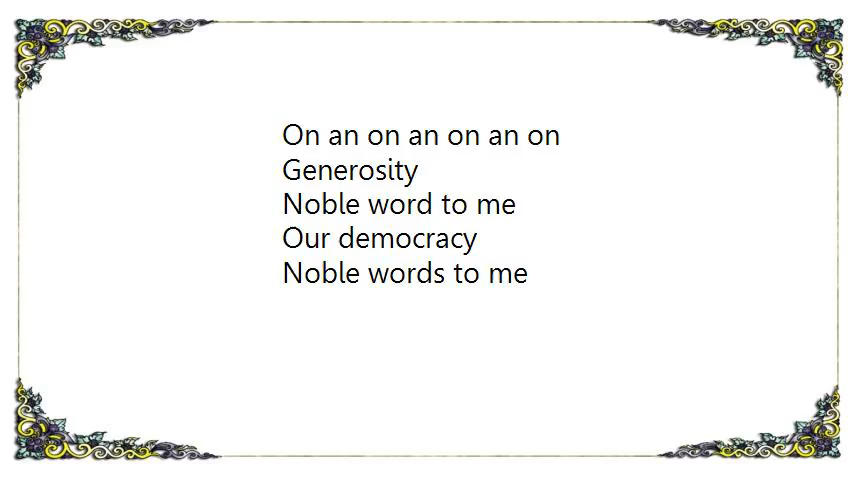 On an on an on an on
Generosity
Noble word to me
Our democracy
Noble words to me